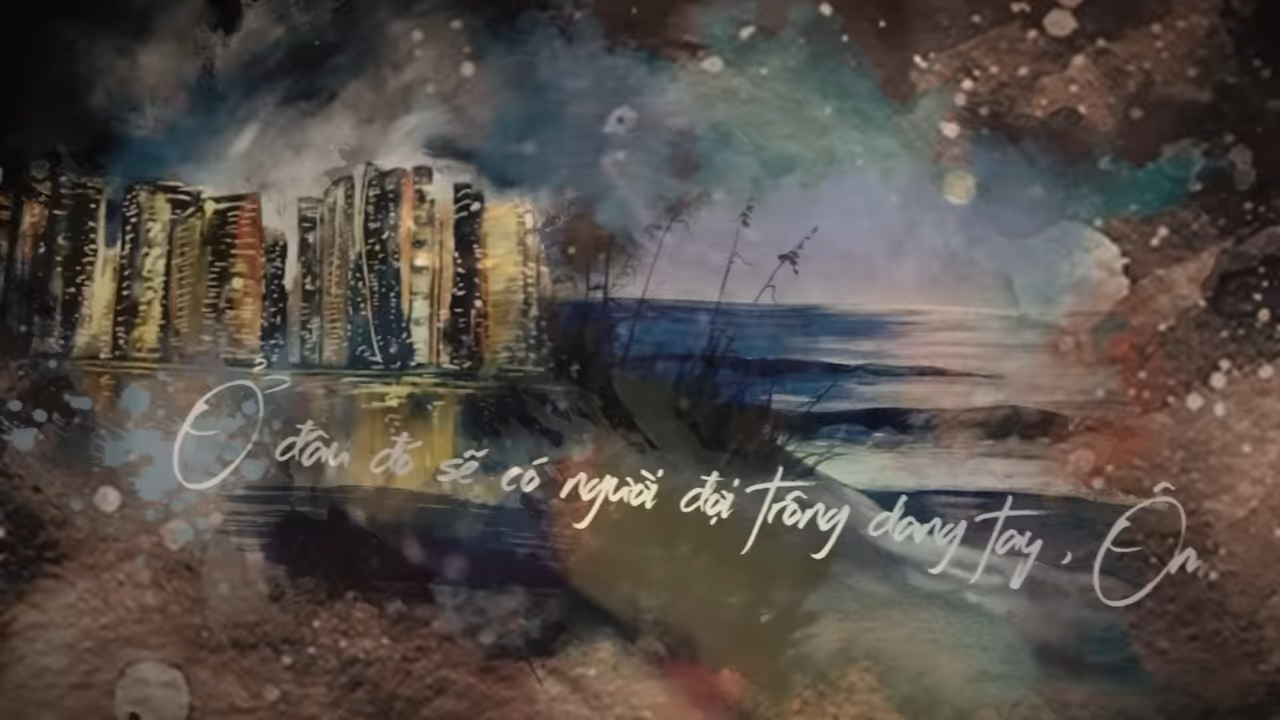 Ở đâu đó sẽ có người đợi trông dang tay, Ôm